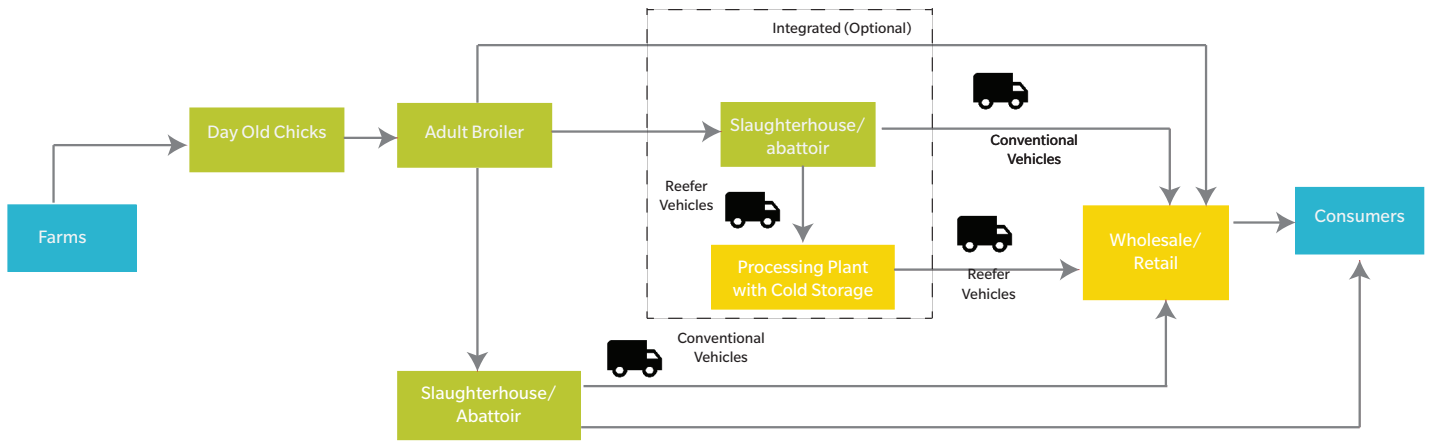 Integrated (Optional)
Day Old Chicks
Adult Broiler
Slaughterhouse/
abattoir
Conventional
Vehicles
Reefer
Vehicles
Farms
Processing Plant
with Cold Storage
Reefer
Vehicles
Wholesale/
Retail
Consumers
Conventional
Vehicles
Slaughterhouse/
Abattoir